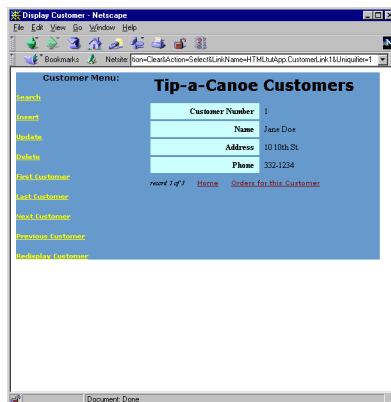 Display Customer - Netscape
File Edit View Go Window Help
Bookmarks Netsite: tion=Clear&Action=Select&LinkName=HTMLtutApp.CustomerLink1&Uniquifier=1
Customer Menu:
Search
Insert
Update
Delete
First Customer
Last Customer
Next Customer
Previous Customer
Redisplay Customer
Tip-a-Canoe Customers
Customer Number 1
Name Jane Doe
Address 10 10th St.
Phone 332-1234
record 1 of 3 Home Orders for this Customer
Document: Done